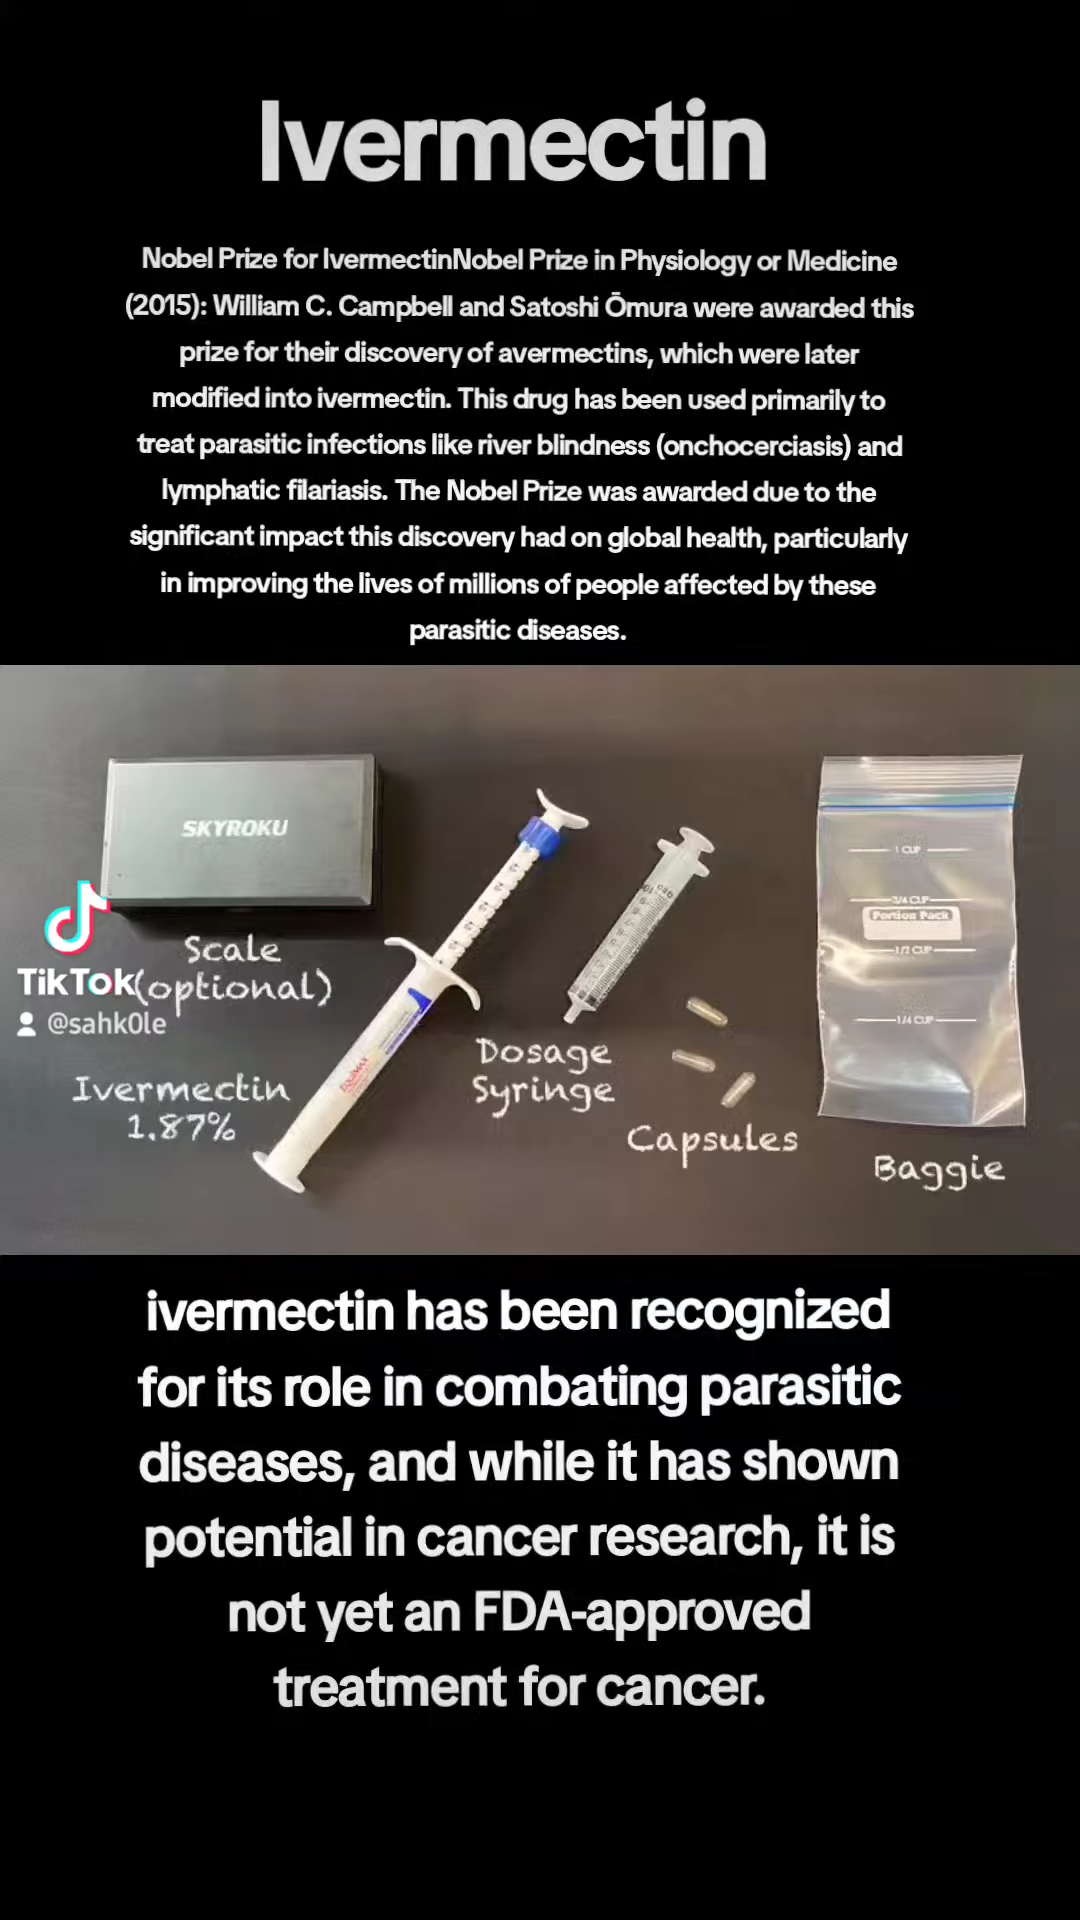 Ivermectin
Nobel Prize for IvermectinNobel Prize in Physiology or Medicine
(2015): William C. Campbell and Satoshi Ōmura were awarded this
prize for their discovery of avermectins, which were later
modified into ivermectin. This drug has been used primarily to
treat parasitic infections like river blindness (onchocerciasis) and
lymphatic filariasis. The Nobel Prize was awarded due to the
significant impact this discovery had on global health, particularly
in improving the lives of millions of people affected by these
parasitic diseases.
SKYROKU
Scale
(optional)
TikTok
@sahk0le
Ivermectin
1.87%
Dosage
Syringe
Capsules
1 CUP
3/4 CUP
Portion Pack
1/2 CUP
1/4 CUP
Baggie
ivermectin has been recognized
for its role in combating parasitic
diseases, and while it has shown
potential in cancer research, it is
not yet an FDA-approved
treatment for cancer.